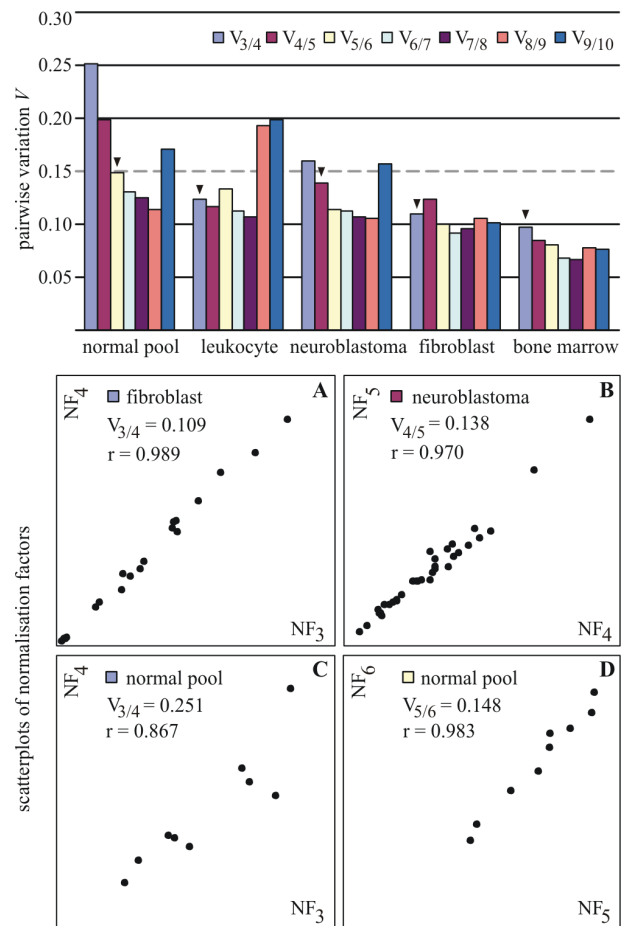 0.30
V3/4 V4/5 V5/6 V6/7 V7/8 V8/9 V9/10
0.25
0.20
0.15
0.10
0.05
pairwise variation V
normal pool leukocyte neuroblastoma fibroblast bone marrow
NF4
fibroblast
A
V3/4 = 0.109
r = 0.989
NF3
NF5
neuroblastoma
B
V4/5 = 0.138
r = 0.970
NF4
scatterplots of normalisation factors
NF4
normal pool
C
V3/4 = 0.251
r = 0.867
NF3
NF6
normal pool
D
V5/6 = 0.148
r = 0.983
NF5